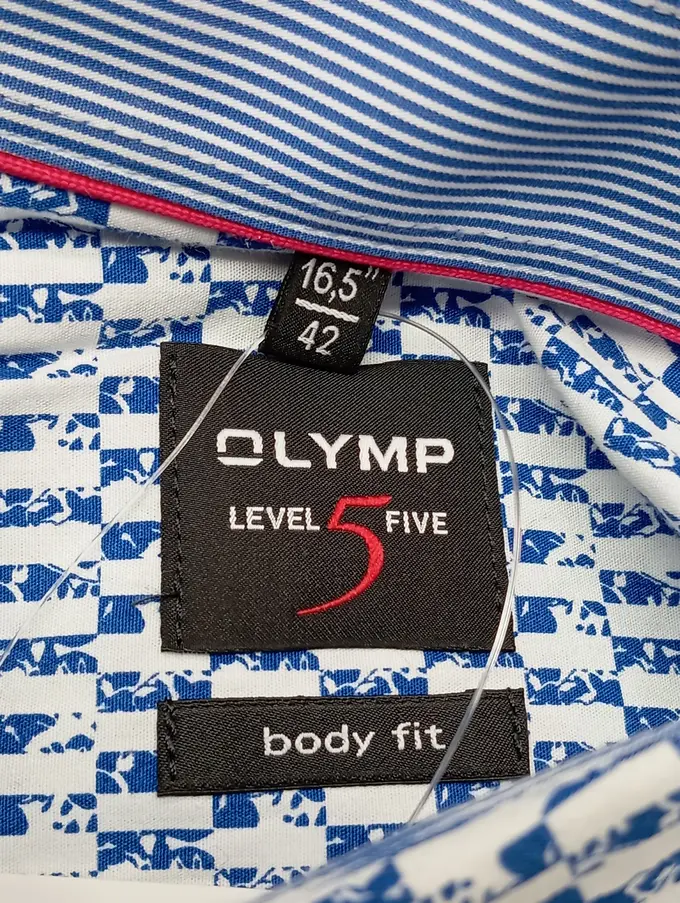 16,5"
42
OLYMP
LEVEL 5 FIVE
body fit